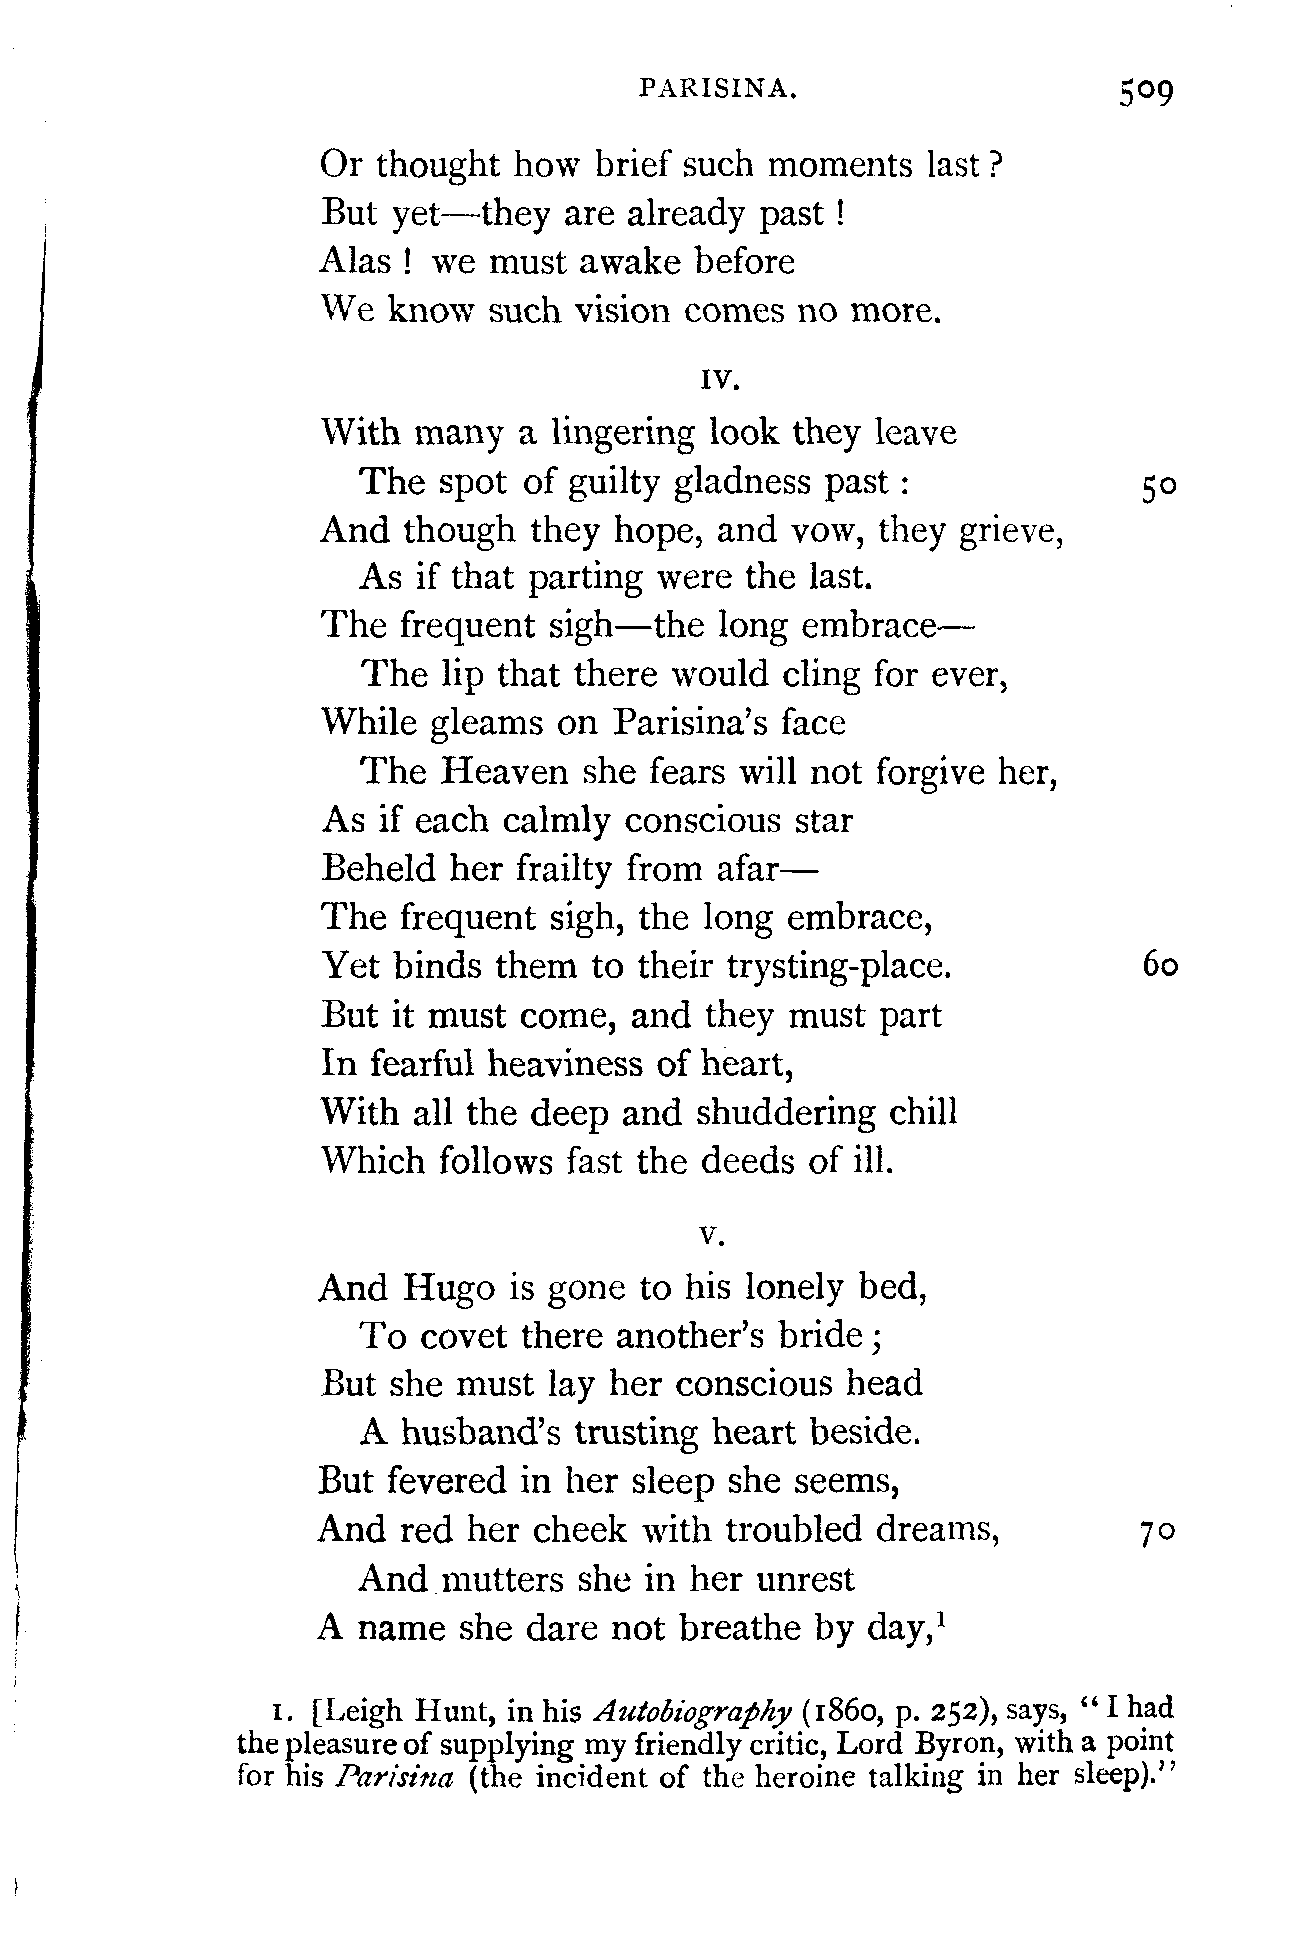 PARISINA. 509
Or thought how brief such moments last ?
But yet—they are already past !
Alas ! we must awake before
We know such vision comes no more.
IV.
With many a lingering look they leave
The spot of guilty gladness past : 50
And though they hope, and vow, they grieve,
As if that parting were the last.
The frequent sigh—the long embrace—
The lip that there would cling for ever,
While gleams on Parisina's face
The Heaven she fears will not forgive her,
As if each calmly conscious star
Beheld her frailty from afar—
The frequent sigh, the long embrace,
Yet binds them to their trysting-place. 60
But it must come, and they must part
In fearful heaviness of heart,
With all the deep and shuddering chill
Which follows fast the deeds of ill.
V.
And Hugo is gone to his lonely bed,
To covet there another's bride ;
But she must lay her conscious head
A husband's trusting heart beside.
But fevered in her sleep she seems,
And red her cheek with troubled dreams, 70
And mutters she in her unrest
A name she dare not breathe by day,¹
1. [Leigh Hunt, in his Autobiography (1860, p. 252), says, “ I had
the pleasure of supplying my friendly critic, Lord Byron, with a point
for his Parisina (the incident of the heroine talking in her sleep).”